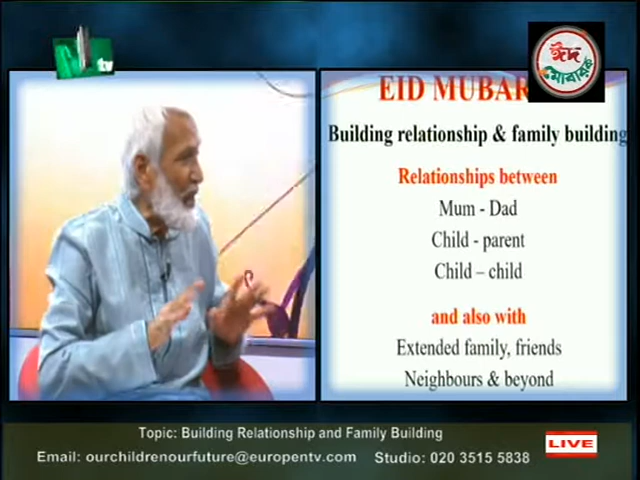 tv
ঈদ
মোবারক
EID MUBAR
Building relationship & family building
Relationships between
Mum - Dad
Child - parent
Child – child
and also with
Extended family, friends
Neighbours & beyond
Topic: Building Relationship and Family Building
LIVE
Email: ourchildrenourfuture@europentv.com Studio: 020 3515 5838